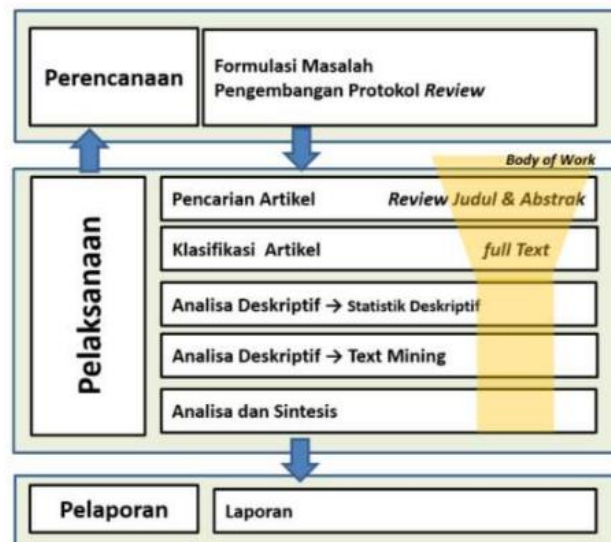 Perencanaan
Formulasi Masalah
Pengembangan Protokol Review
Body of Work
Pelaksanaan
Pencarian Artikel Review Judul & Abstrak
Klasifikasi Artikel full Text
Analisa Deskriptif → Statistik Deskriptif
Analisa Deskriptif → Text Mining
Analisa dan Sintesis
Pelaporan
Laporan